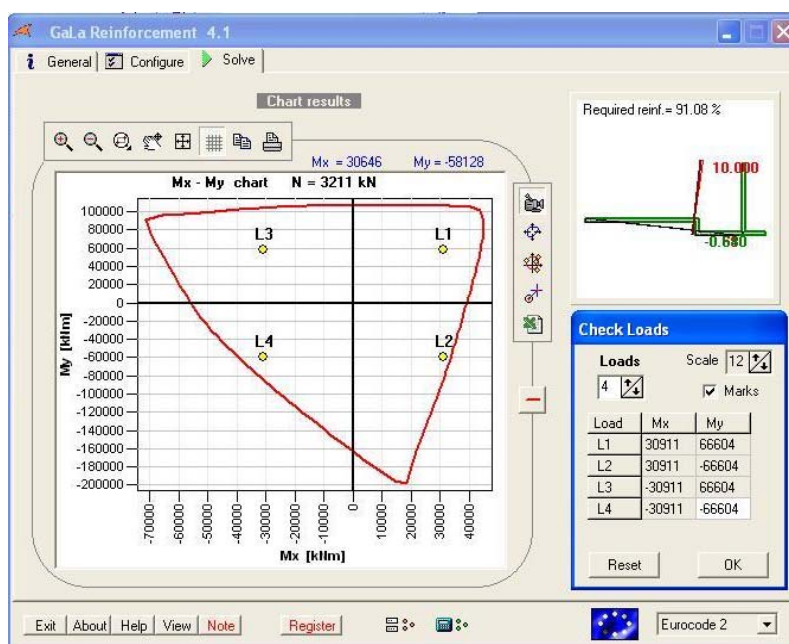 GaLa Reinforcement 4.1
i General Configure Solve
Chart results
Mx = 30646 My = -58128
Mx - My chart N = 3211 kN
My [kNm]
100000
80000
60000
40000
20000
0
-20000
-40000
-60000
-80000
-100000
-120000
-140000
-160000
-180000
-200000
L3
L1
L4
L2
-70000
-60000
-50000
-40000
-30000
-20000
-10000
0
10000
20000
30000
40000
Mx [kNm]
Required reinf.= 91.08 %
10.000
Check Loads
Loads Scale 12
4 Marks
Load Mx My
L1 30911 66604
L2 30911 -66604
L3 -30911 66604
L4 -30911 -66604
Reset OK
Exit About Help View Note Register Eurocode 2